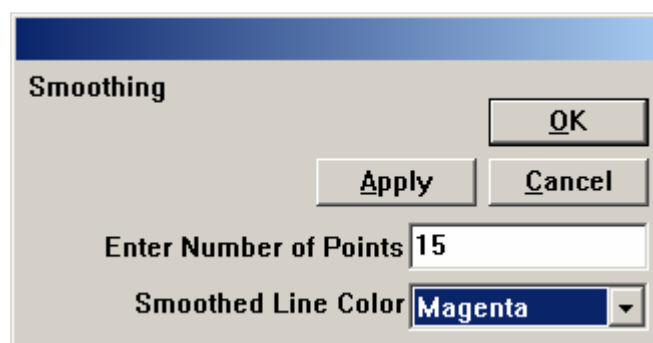 Smoothing
OK
Apply Cancel
Enter Number of Points 15
Smoothed Line Color Magenta